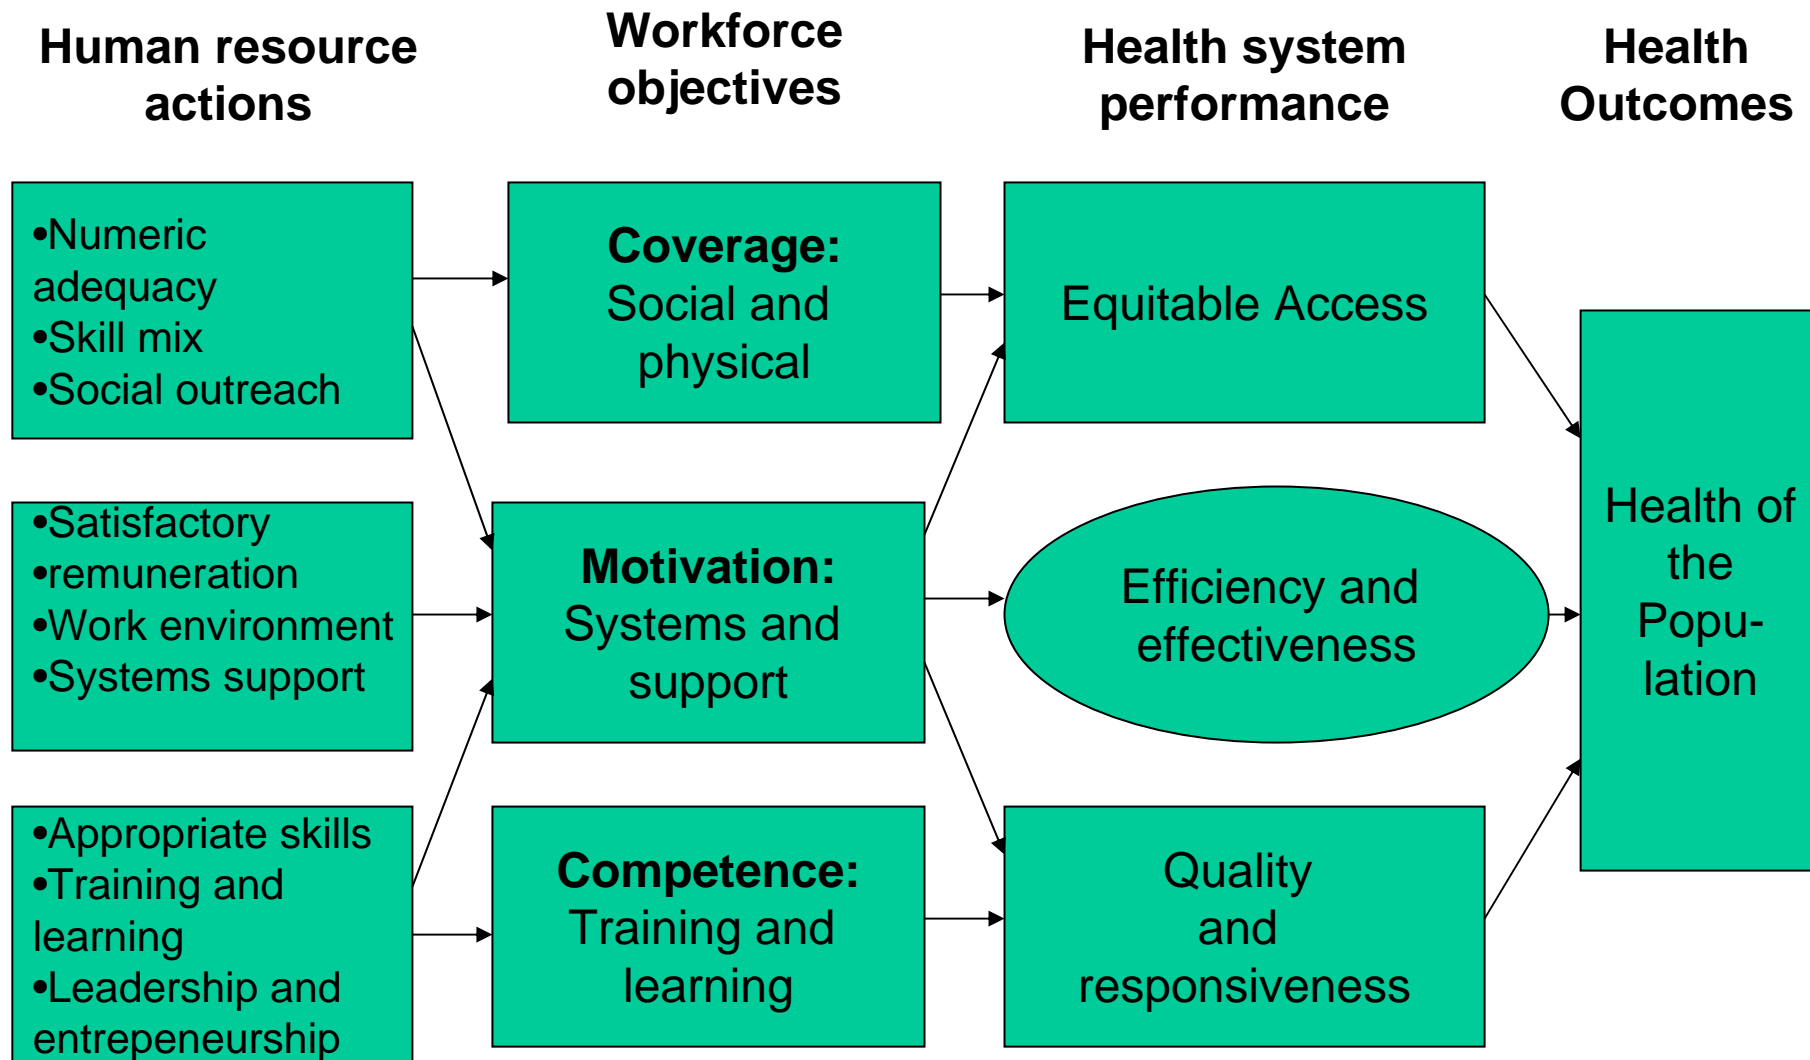 Human resource
actions
Workforce
objectives
Health system
performance
Health
Outcomes
•Numeric
adequacy
•Skill mix
•Social outreach
Coverage:
Social and
physical
Equitable Access
•Satisfactory
•remuneration
•Work environment
•Systems support
Motivation:
Systems and
support
Efficiency and
effectiveness
Health of
the
Popu-
lation
•Appropriate skills
•Training and
learning
•Leadership and
entrepeneurship
Competence:
Training and
learning
Quality
and
responsiveness